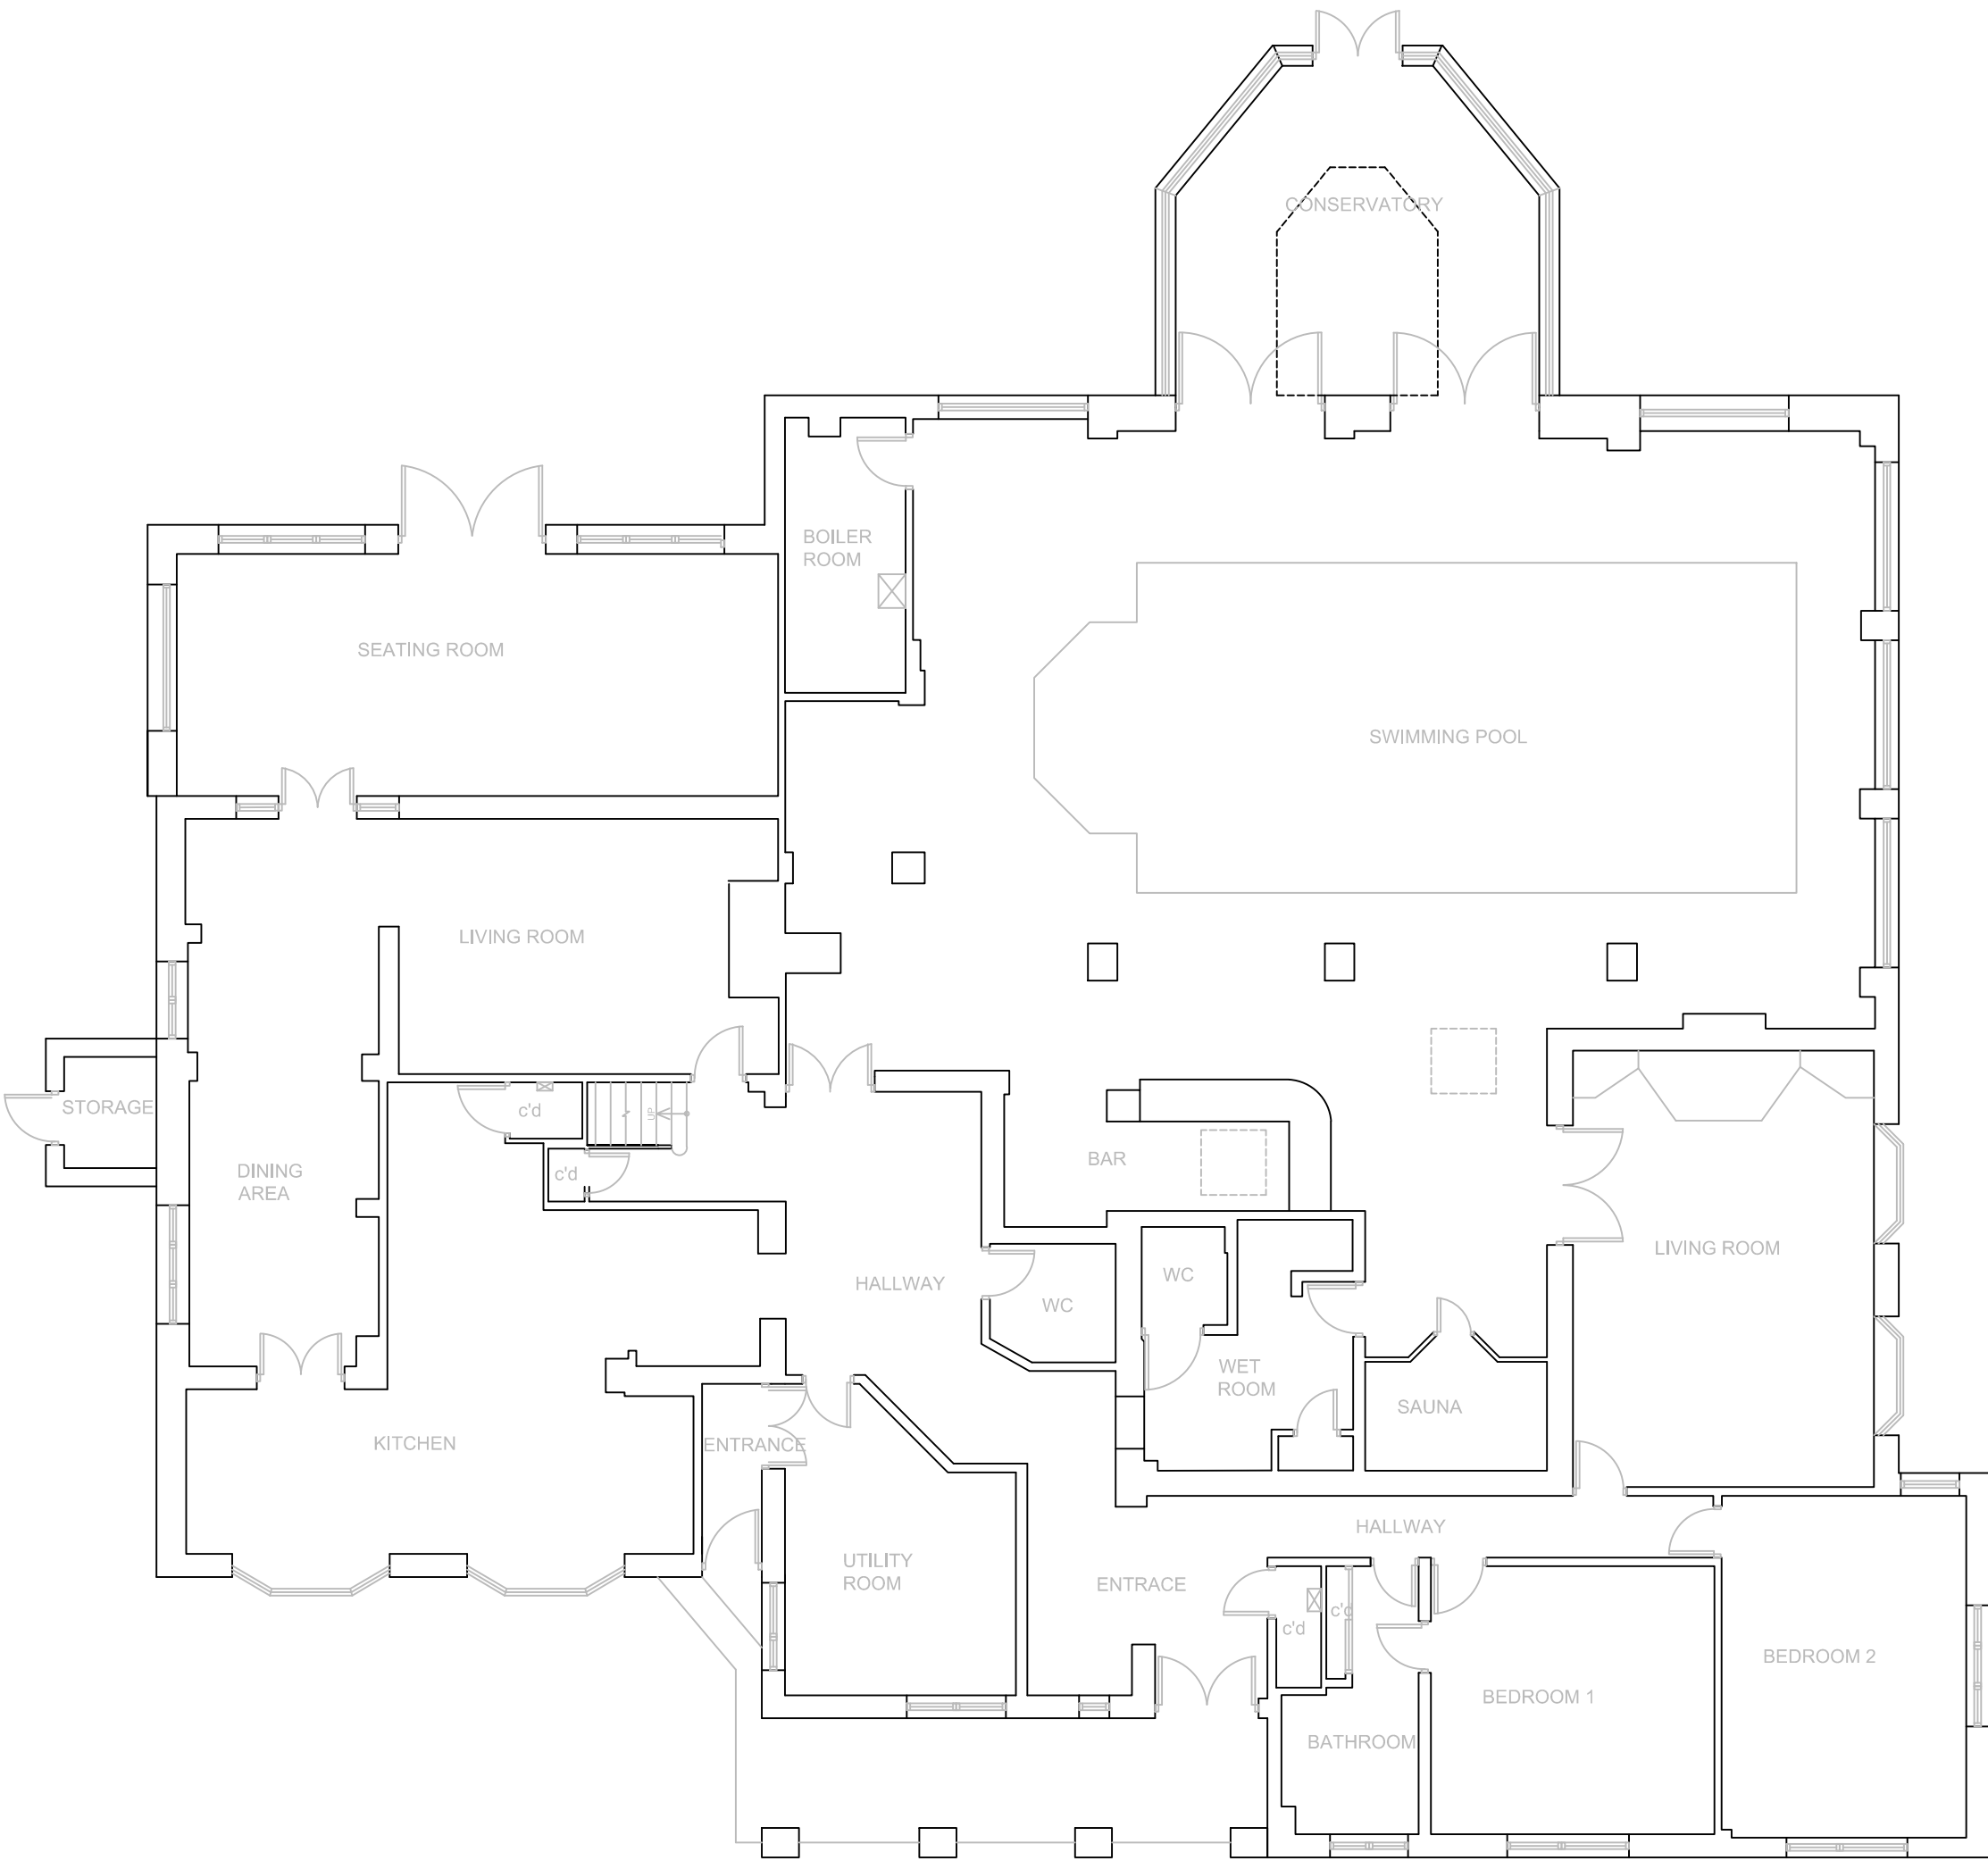 CONSERVATORY
BOILER
ROOM
SEATING ROOM
SWIMMING POOL
LIVING ROOM
STORAGE
c'd
UP
DINING
AREA
c'd
BAR
LIVING ROOM
HALLWAY
WC
WC
WET
ROOM
SAUNA
KITCHEN
ENTRANCE
HALLWAY
UTILITY
ROOM
ENTRACE
c'd
c'd
BEDROOM 2
BEDROOM 1
BATHROOM